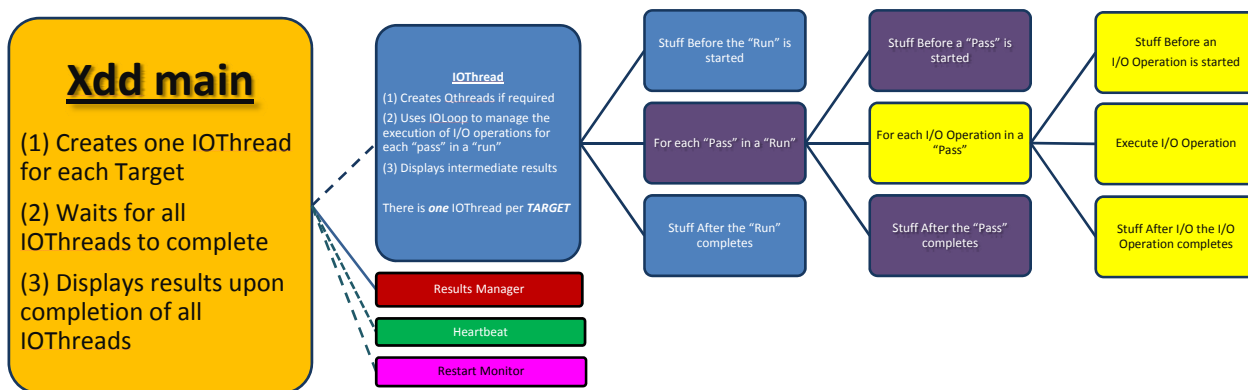 Xdd main
(1) Creates one IOThread
for each Target
(2) Waits for all
IOThreads to complete
(3) Displays results upon
completion of all
IOThreads
IOThread
(1) Creates Qthreads if required
(2) Uses IOLoop to manage the
execution of I/O operations for
each “pass” in a “run”
(3) Displays intermediate results
There is one IOThread per TARGET
Results Manager
Heartbeat
Restart Monitor
Stuff Before the “Run” is
started
For each “Pass” in a “Run”
Stuff After the “Run”
completes
Stuff Before a “Pass” is
started
For each I/O Operation in a
“Pass”
Stuff After the “Pass”
completes
Stuff Before an
I/O Operation is started
Execute I/O Operation
Stuff After I/O the I/O
Operation completes